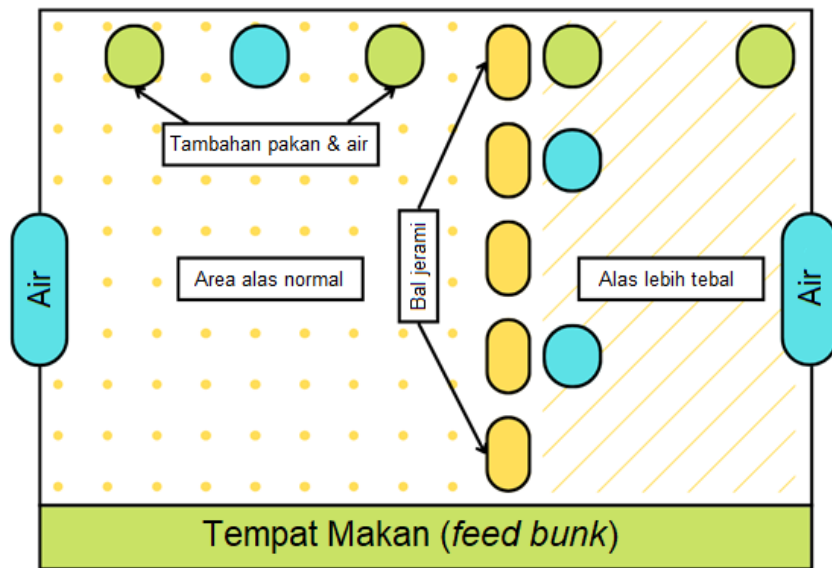 Tambahan pakan & air
Air
Area alas normal
Bal jerami
Alas lebih tebal
Air
Tempat Makan (feed bunk)